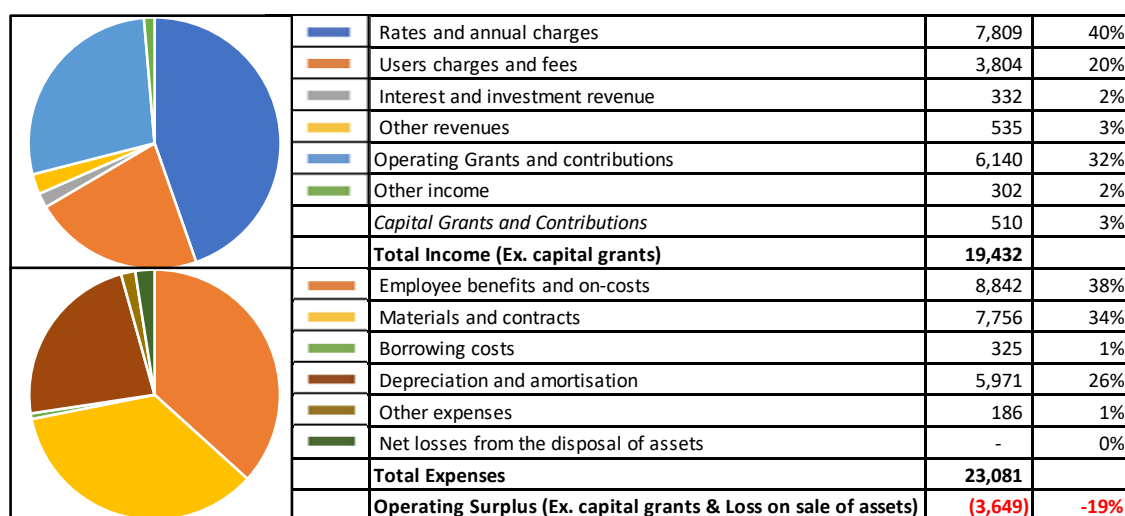 Rates and annual charges 7,809 40%
Users charges and fees 3,804 20%
Interest and investment revenue 332 2%
Other revenues 535 3%
Operating Grants and contributions 6,140 32%
Other income 302 2%
Capital Grants and Contributions 510 3%
Total Income (Ex. capital grants) 19,432
Employee benefits and on-costs 8,842 38%
Materials and contracts 7,756 34%
Borrowing costs 325 1%
Depreciation and amortisation 5,971 26%
Other expenses 186 1%
Net losses from the disposal of assets - 0%
Total Expenses 23,081
Operating Surplus (Ex. capital grants & Loss on sale of assets) (3,649) -19%